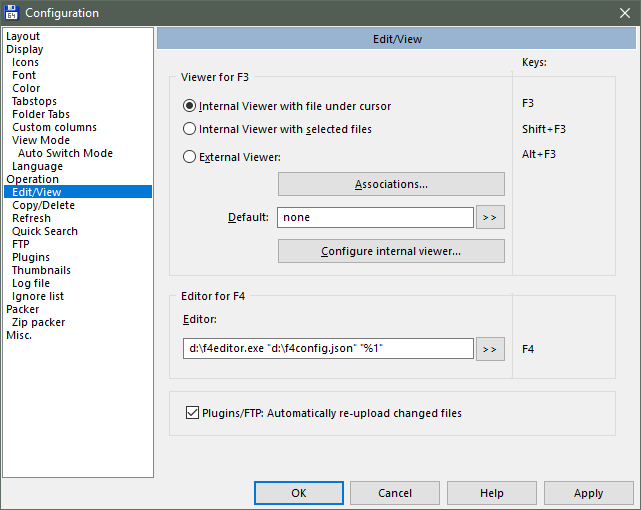 64
Configuration
Layout
Display
Icons
Font
Color
Tabstops
Folder Tabs
Custom columns
View Mode
Auto Switch Mode
Language
Operation
Edit/View
Copy/Delete
Refresh
Quick Search
FTP
Plugins
Thumbnails
Log file
Ignore list
Packer
Zip packer
Misc.
Edit/View
Keys:
Viewer for F3
Internal Viewer with file under cursor
F3
Internal Viewer with selected files
Shift+F3
External Viewer:
Alt+F3
Associations...
Default: none >>
Configure internal viewer...
Editor for F4
Editor:
d:\f4editor.exe "d:\f4config.json" "%1" >>
F4
Plugins/FTP: Automatically re-upload changed files
OK Cancel Help Apply